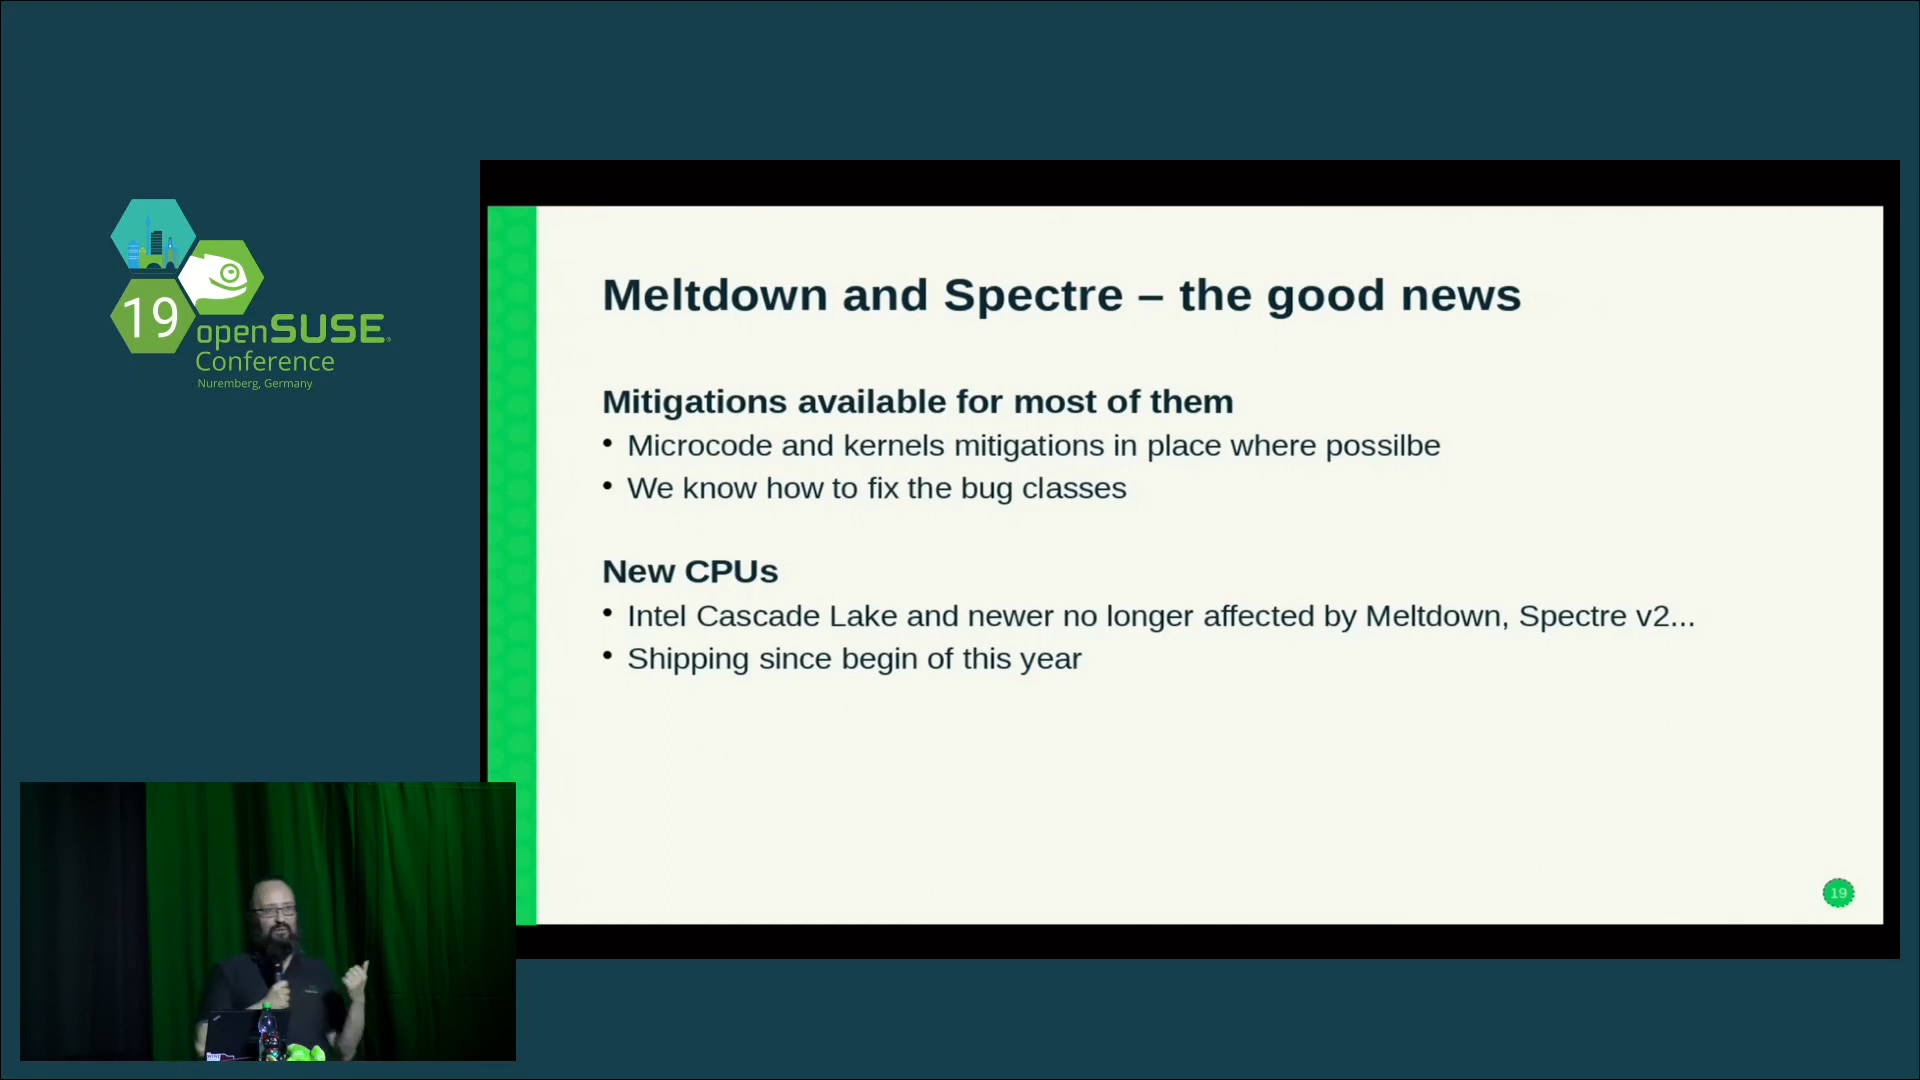 19
openSUSE
Conference
Nuremberg, Germany
Meltdown and Spectre – the good news
Mitigations available for most of them
• Microcode and kernels mitigations in place where possilbe
• We know how to fix the bug classes
New CPUs
• Intel Cascade Lake and newer no longer affected by Meltdown, Spectre v2...
• Shipping since begin of this year
19